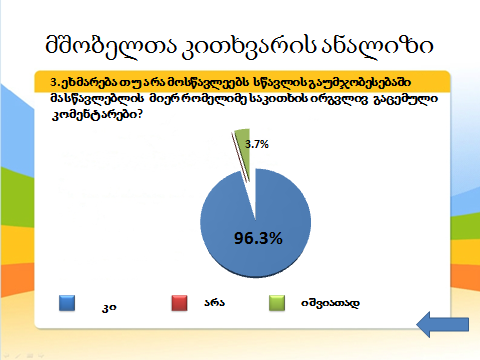 მშობელთა კითხვარის ანალიზი
3. ეხმარება თუ არა მოსწავლეებს სწავლის გაუმჯობესებაში
მასწავლებლის მიერ რომელიმე საკითხის ირგვლივ გაცემული
კომენტარები?
3.7%
96.3%
კი არა იშვიათად